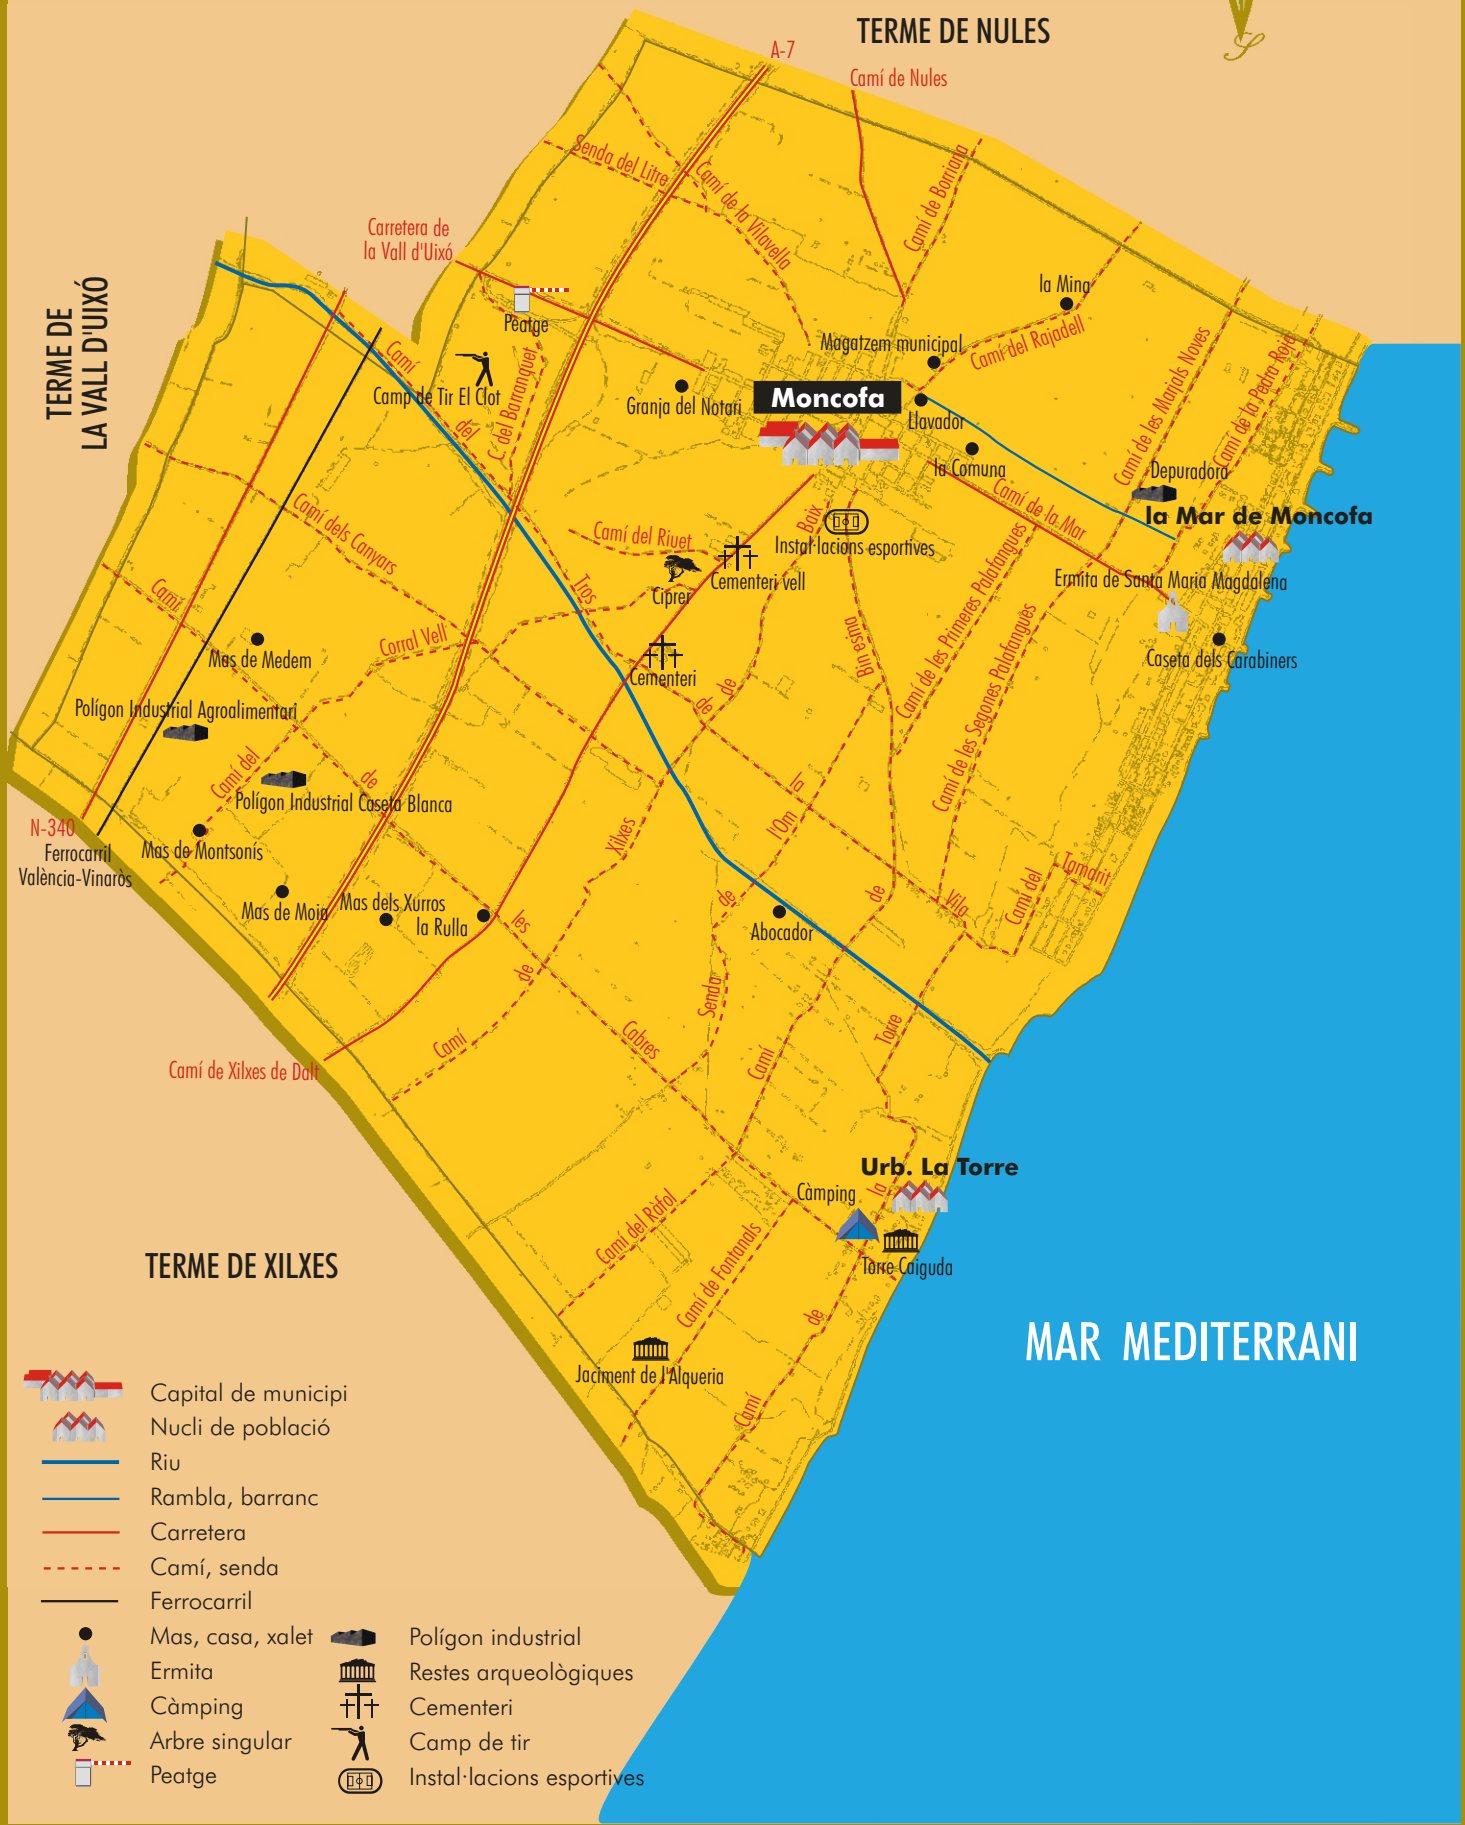 TERME DE NULES
A-7
Camí de Nules
Senda del Litre
Camí de la Vilavella
Camí de Borriana
Carretera de
la Vall d'Uixó
TERME DE
LA VALL D'UIXÓ
Peatge
la Mina
Camí del Rajadell
Magatzem municipal
Camí de les Marjals Noves
Camí de la Pedra Roja
Camp de Tir El Clot
C. del Barranquet
Granja del Notari
Moncofa
Llavador
la Comuna
Camí de la Mar
Depuradora
la Mar de Moncofa
Camí del Tros de la Vila
Camí dels Canyars
Camí del Riuet
Baix
Instal·lacions esportives
Cementeri vell
Ciprer
Ermita de Santa Maria Magdalena
Caseta dels Carabiners
Camí de les Primeres Palafangues
Camí de les Segones Palafangues
Binesma
Camí de les Cabres
Corral Vell
Camí del
Mas de Medem
Cementeri
Polígon Industrial Agroalimentari
Polígon Industrial Caseta Blanca
N-340
Ferrocarril
València-Vinaròs
Mas de Montsonís
Mas de Moia
Mas dels Xurros
la Rulla
Camí de Xilxes de
Senda de l'Om
Abocador
Camí del Tamarit
Camí de
Camí de Xilxes de Dalt
Camí de la Torre
Urb. La Torre
Càmping
Torre Caiguda
Camí del Ràfol
Camí de Fontanals
Jaciment de l'Alqueria
TERME DE XILXES
MAR MEDITERRANI
Capital de municipi
Nucli de població
Riu
Rambla, barranc
Carretera
Camí, senda
Ferrocarril
Mas, casa, xalet
Ermita
Càmping
Arbre singular
Peatge
Polígon industrial
Restes arqueològiques
Cementeri
Camp de tir
Instal·lacions esportives